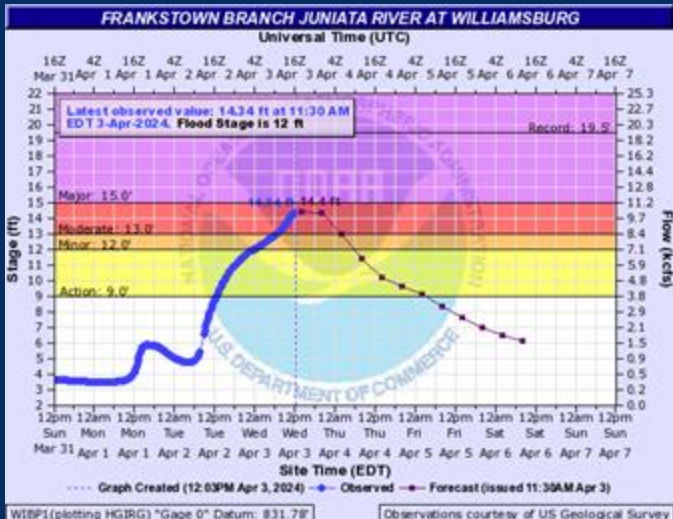 FRANKSTOWN BRANCH JUNIATA RIVER AT WILLIAMSBURG
Universal Time (UTC)
16Z 4Z 16Z 4Z 16Z 4Z 16Z 4Z 16Z 4Z 16Z 4Z 16Z 4Z 16Z
Mar 31 Apr 1 Apr 1 Apr 2 Apr 2 Apr 3 Apr 3 Apr 4 Apr 4 Apr 5 Apr 5 Apr 6 Apr 6 Apr 7 Apr 7
Latest observed value: 14.34 ft at 11:30 AM
EDT 3-Apr-2024. Flood Stage is 12 ft
Record: 19.5'
Major: 15.0'
14.34 ft
14.4 ft
Moderate: 13.0'
Minor: 12.0'
Action: 9.0'
Stage (ft)
22
21
20
19
18
17
16
15
14
13
12
11
10
9
8
7
6
5
4
3
2
Flow (kcfs)
25.3
22.7
20.3
18.2
16.2
14.4
12.8
11.2
9.7
8.4
7.1
5.9
4.8
3.8
2.9
2.1
1.5
0.9
0.5
0.2
0.0
NOAA
U.S. DEPARTMENT OF COMMERCE
12pm 12am 12pm 12am 12pm 12am 12pm 12am 12pm 12am 12pm 12am 12pm 12am 12pm
Sun Mon Mon Tue Tue Wed Wed Thu Thu Fri Fri Sat Sat Sun Sun
Mar 31 Apr 1 Apr 1 Apr 2 Apr 2 Apr 3 Apr 3 Apr 4 Apr 4 Apr 5 Apr 5 Apr 6 Apr 6 Apr 7 Apr 7
Site Time (EDT)
Graph Created (12:03PM Apr 3, 2024) Observed Forecast (issued 11:30AM Apr 3)
WIBP1(plotting HGIRG) "Gage 0" Datum: 831.78'
Observations courtesy of US Geological Survey